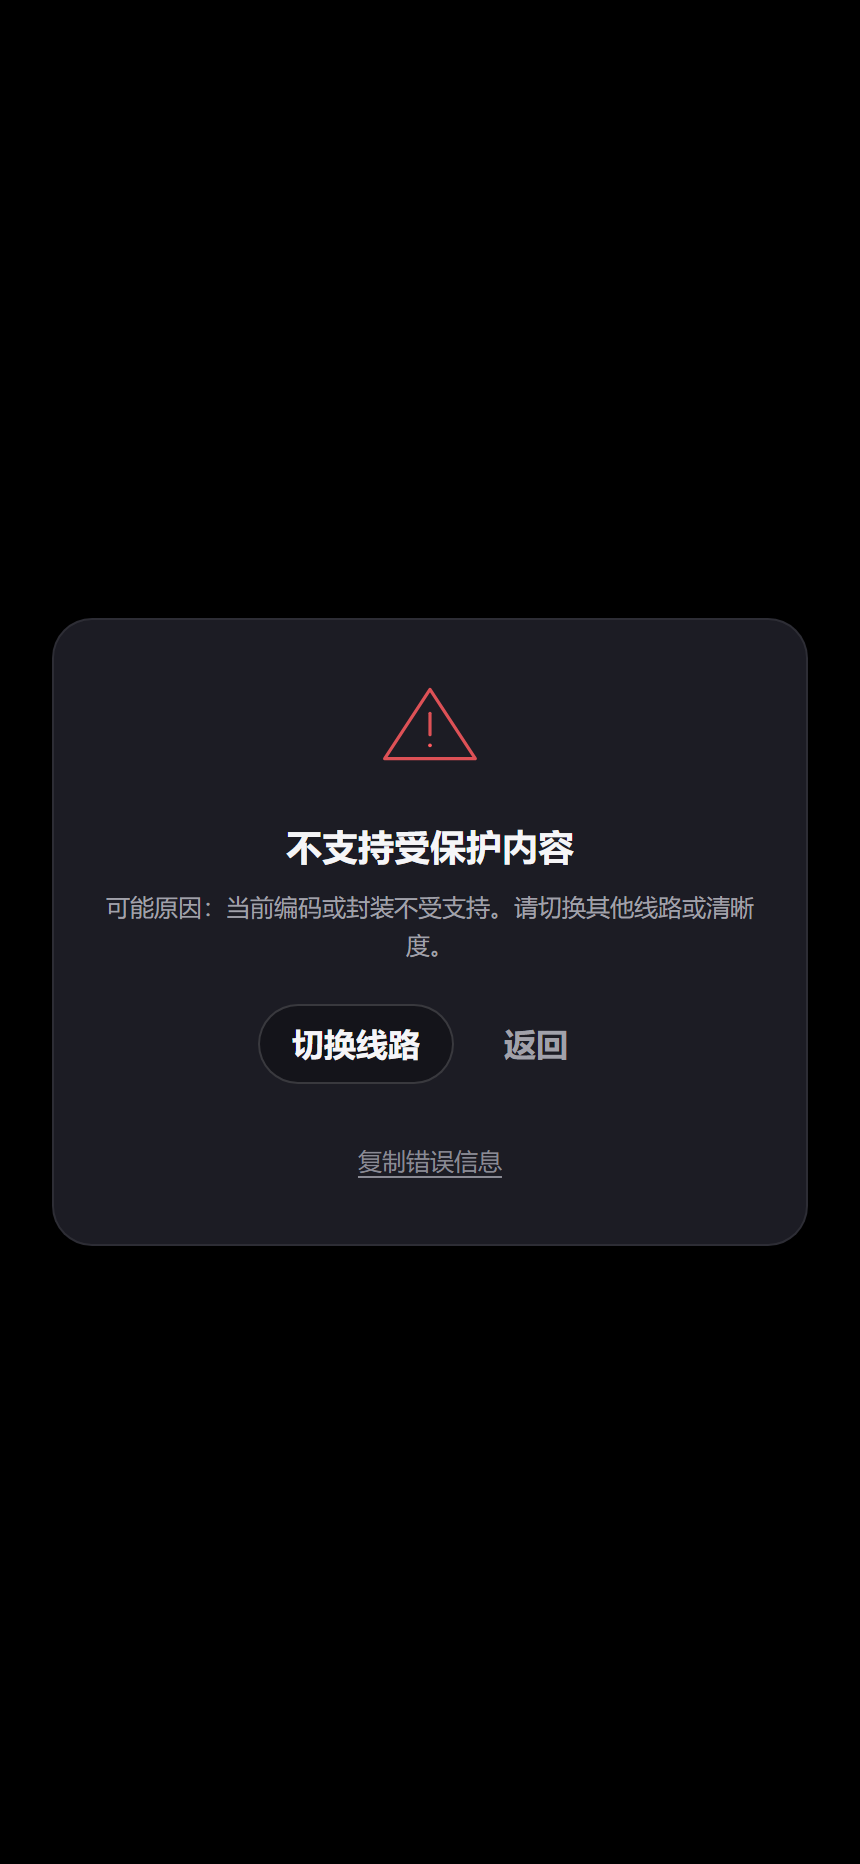 不支持受保护内容
可能原因：当前编码或封装不受支持。请切换其他线路或清晰
度。
切换线路
返回
复制错误信息